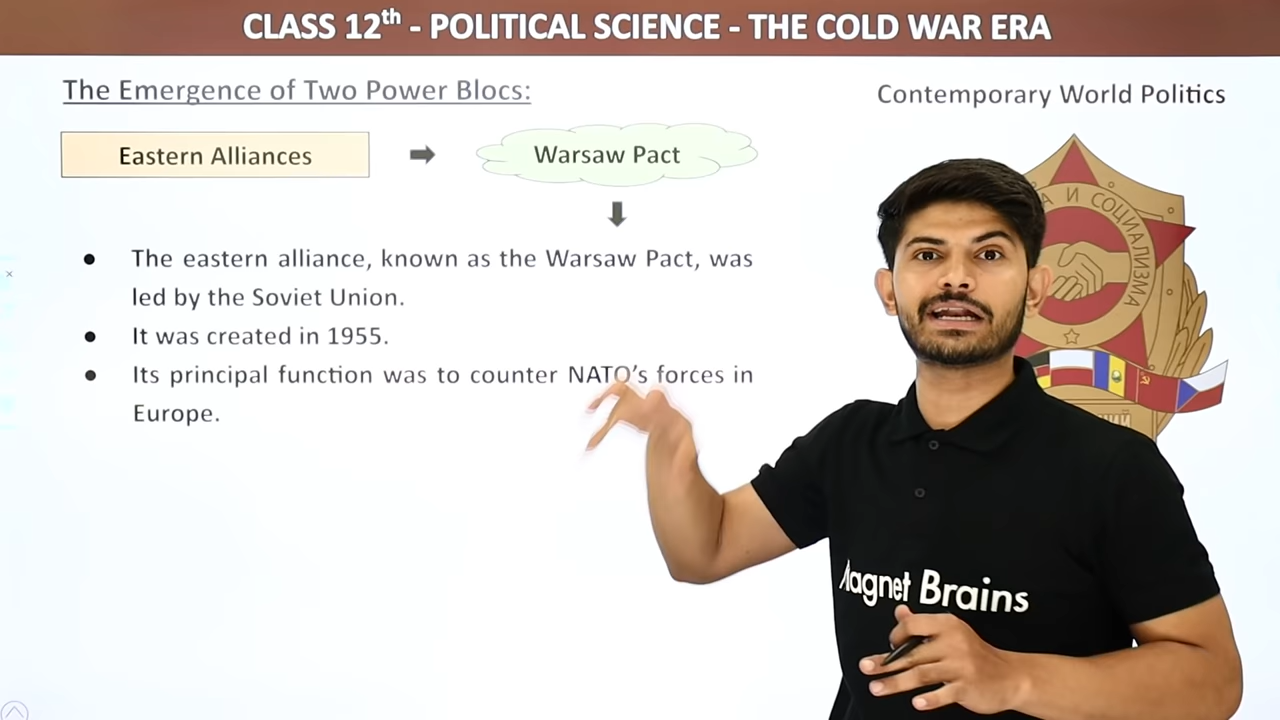 CLASS 12th - POLITICAL SCIENCE - THE COLD WAR ERA
The Emergence of Two Power Blocs:
Contemporary World Politics
Eastern Alliances
Warsaw Pact
The eastern alliance, known as the Warsaw Pact, was
led by the Soviet Union.
It was created in 1955.
Its principal function was to counter NATO's forces in
Europe.
И СОЦИАЛИЗМА
Magnet Brains